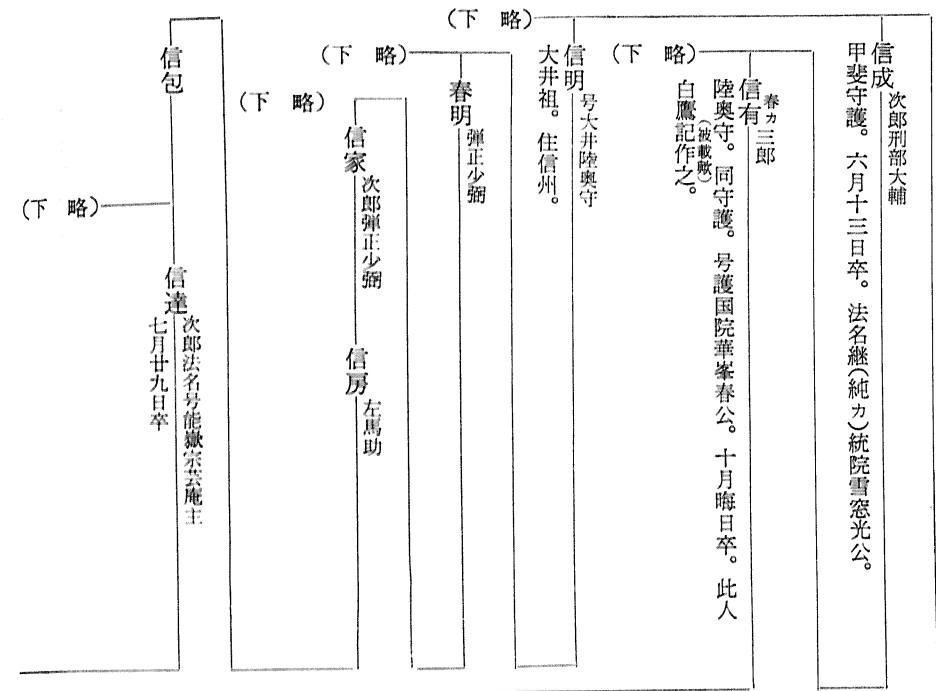 信成
次郎刑部大輔
甲斐守護。六月十三日卒。法名継(純カ)統院雪窓光公。
(下略)
春カ
信有
三郎
陸奥守。同守護。号護国院華峯春公。十月晦日卒。此人
(被載歟)
白鷹記作之。
(下略)
信明
号大井陸奥守
大井祖。住信州。
春明
弾正少弼
(下略)
信家
次郎弾正少弼
信房
左馬助
(下略)
信包
信達
次郎法名号能嶽宗芸庵主
七月廿九日卒
(下略)